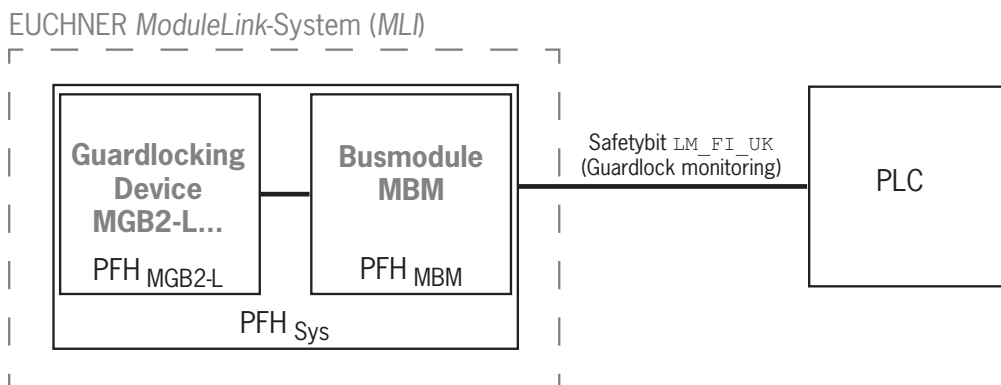 EUCHNER ModuleLink-System (MLI)
Guardlocking
Device
MGB2-L...
PFH MGB2-L
Busmodule
MBM
PFH MBM
PFH Sys
Safetybit LM_FI_UK
(Guardlock monitoring)
PLC